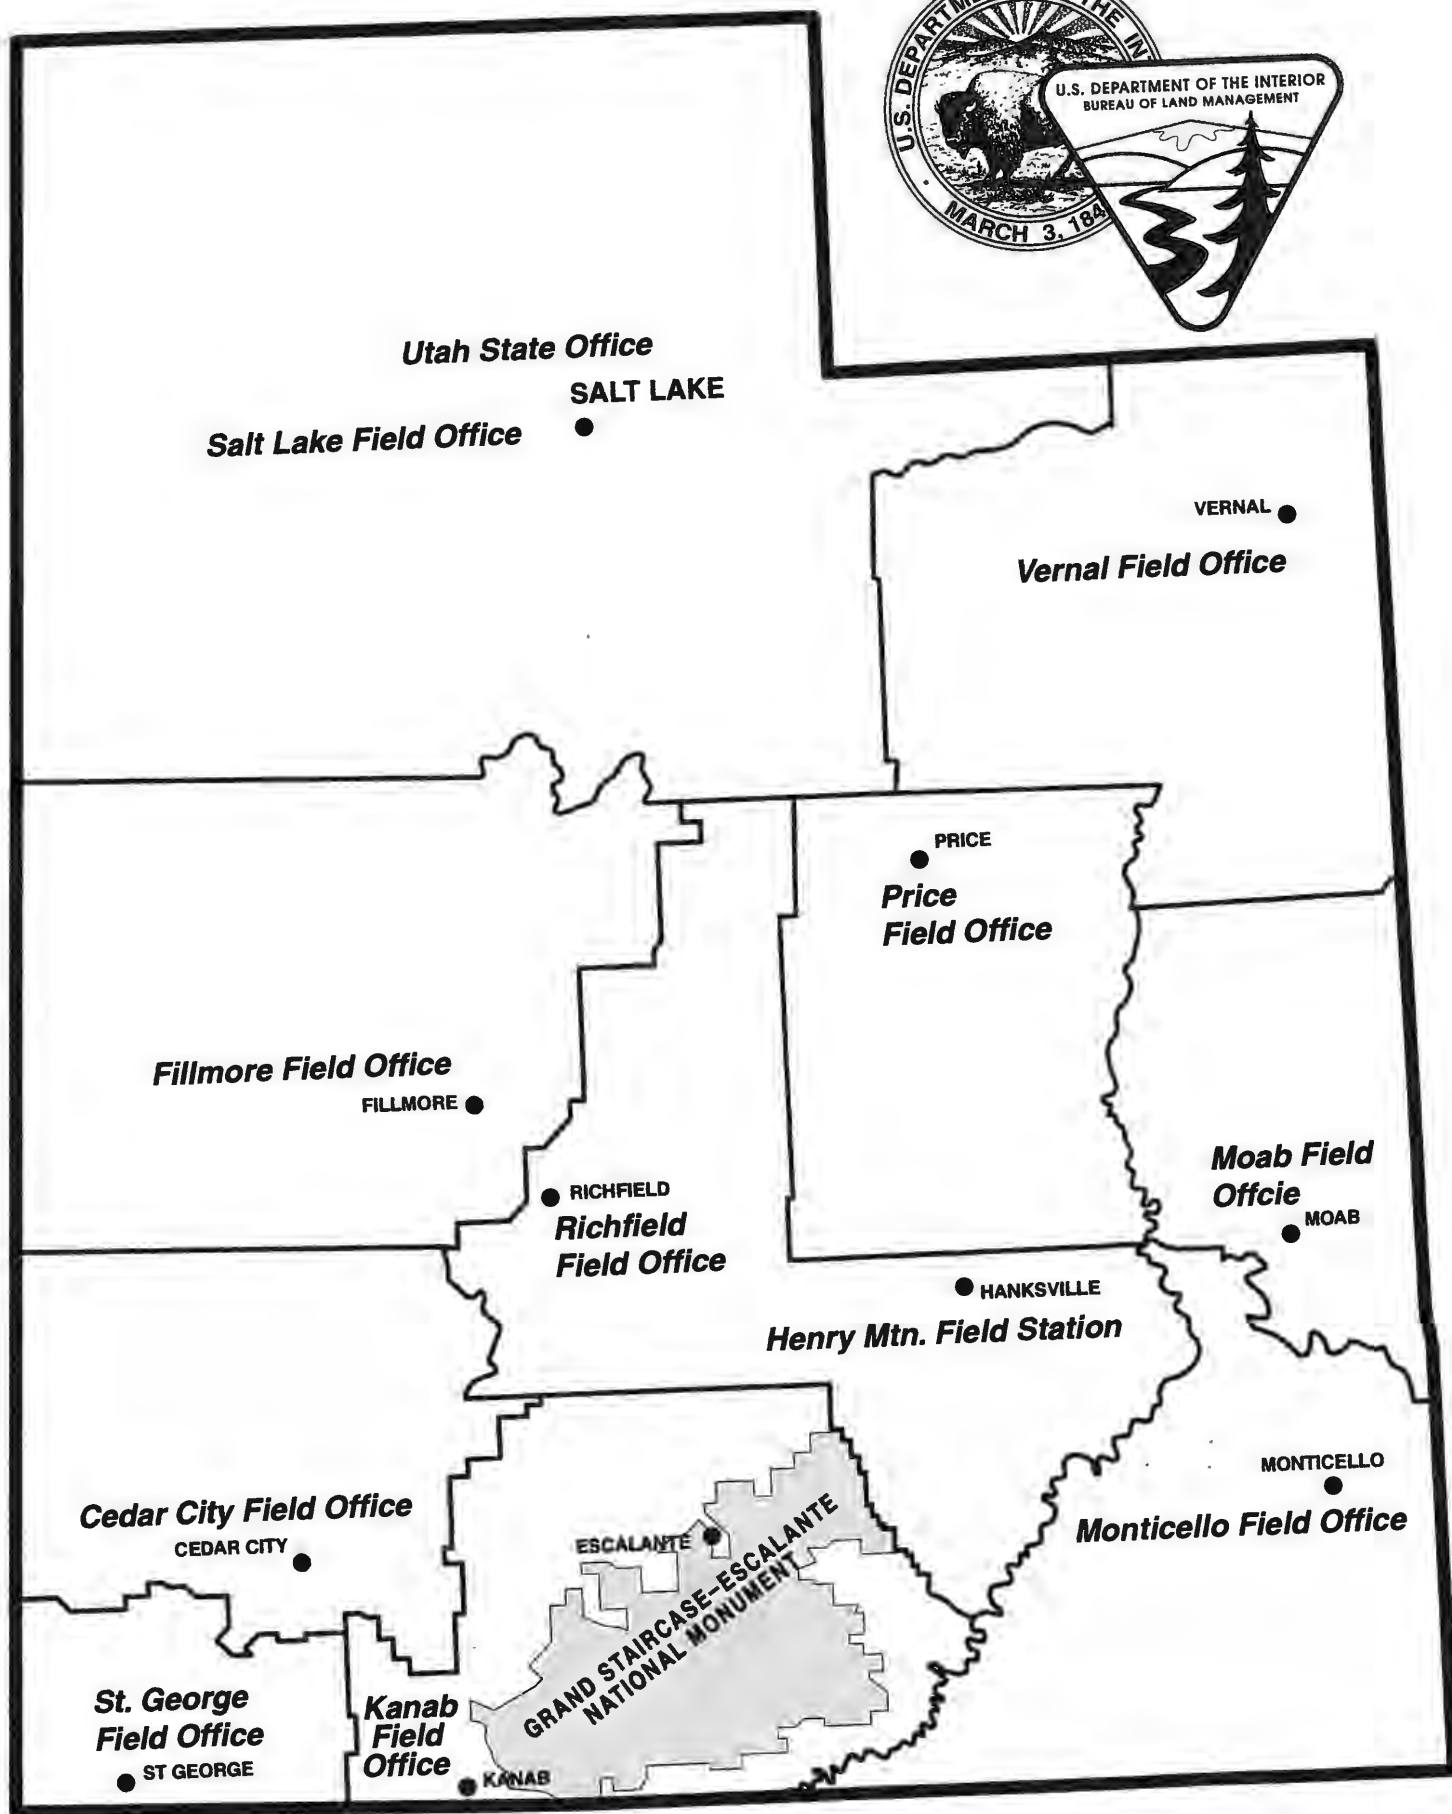 U.S. DEPARTM
THE IN
MARCH 3, 184
U.S. DEPARTMENT OF THE INTERIOR
BUREAU OF LAND MANAGEMENT
Utah State Office
SALT LAKE
Salt Lake Field Office
VERNAL
Vernal Field Office
PRICE
Price
Field Office
Fillmore Field Office
FILLMORE
RICHFIELD
Richfield
Field Office
Moab Field
Offcie
MOAB
HANKSVILLE
Henry Mtn. Field Station
MONTICELLO
Monticello Field Office
Cedar City Field Office
CEDAR CITY
ESCALANTE
GRAND STAIRCASE-ESCALANTE
NATIONAL MONUMENT
St. George
Field Office
ST GEORGE
Kanab
Field
Office
KANAB